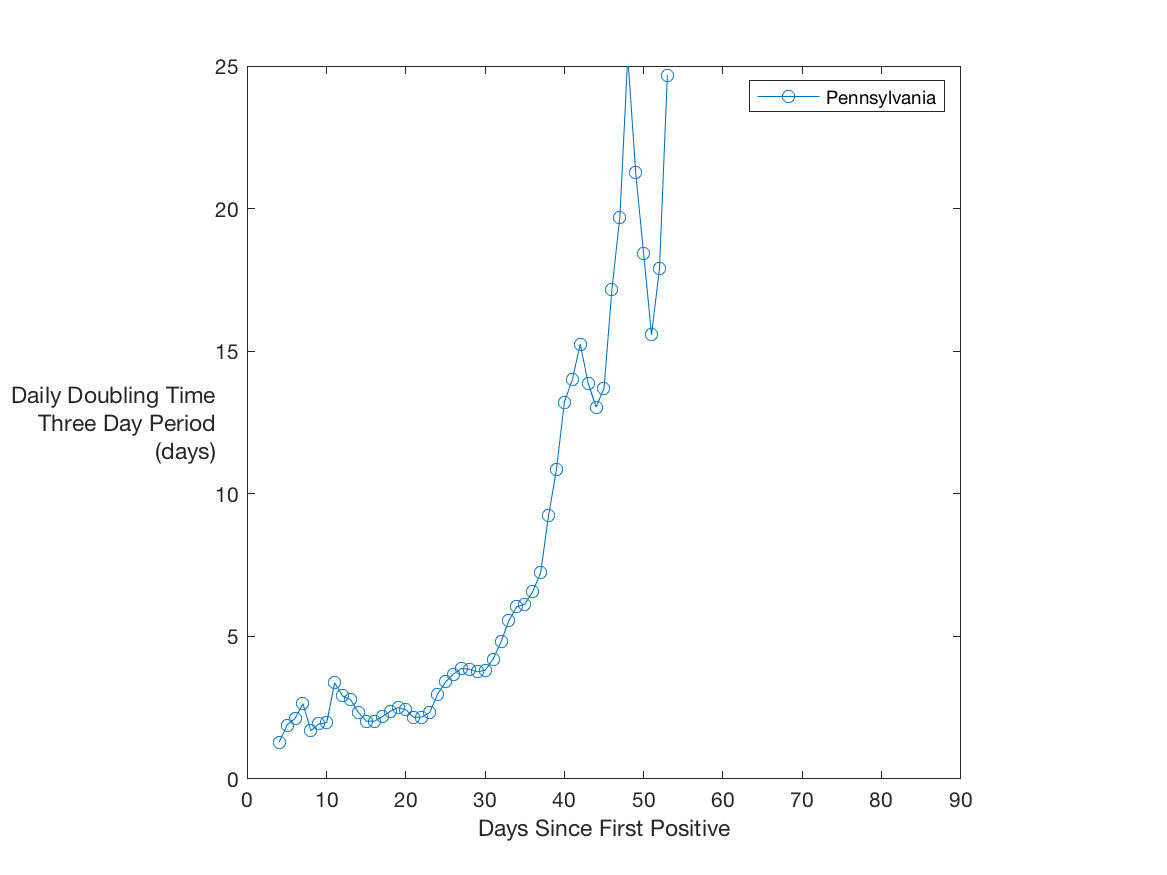 25
20
15
10
5
0
Daily Doubling Time
Three Day Period
(days)
Pennsylvania
0 10 20 30 40 50 60 70 80 90
Days Since First Positive